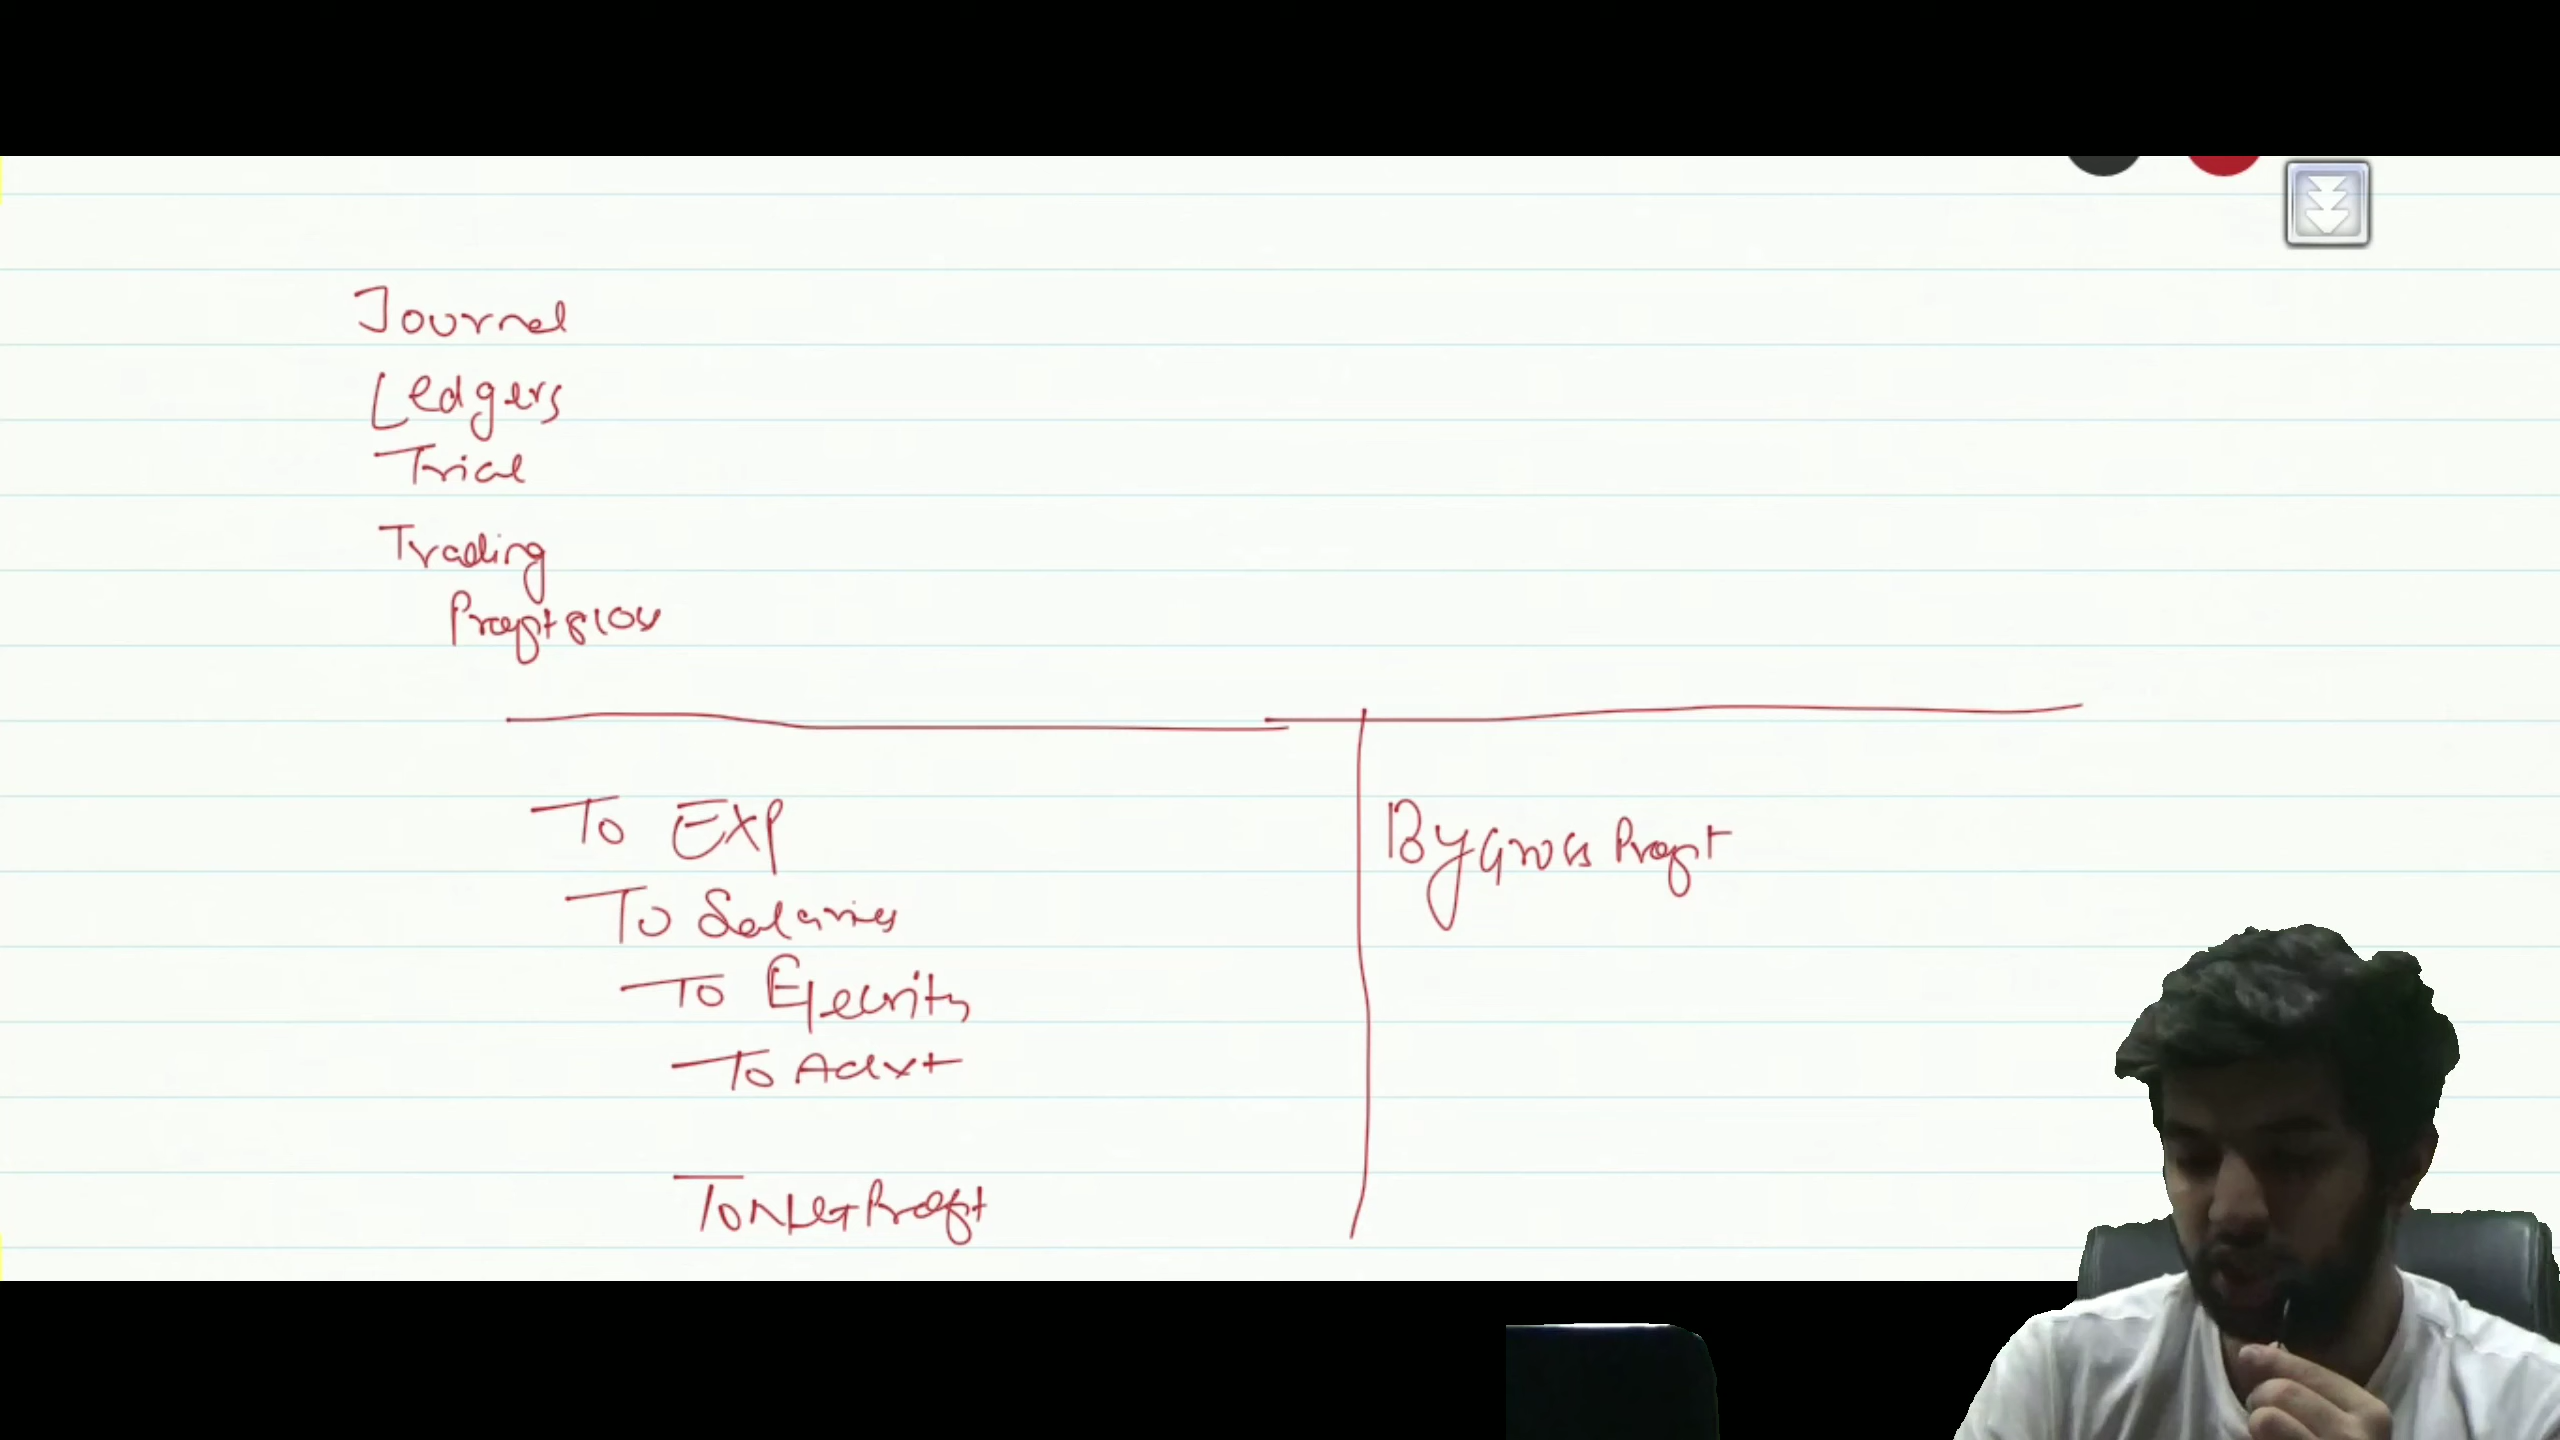 Journal
Ledgers
Trial
Trading
Profit & loss
To Exp
By Gross Profit
To Salaries
To Electricity
To Advt
To Net Profit